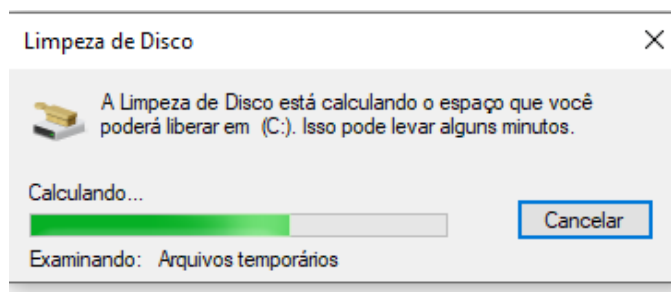 Limpeza de Disco
A Limpeza de Disco está calculando o espaço que você
poderá liberar em (C:). Isso pode levar alguns minutos.
Calculando...
Cancelar
Examinando: Arquivos temporários